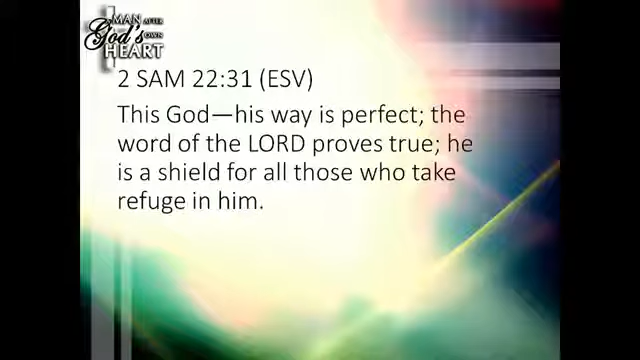 A MAN AFTER
God's OWN
HEART
2 SAM 22:31 (ESV)
This God—his way is perfect; the
word of the LORD proves true; he
is a shield for all those who take
refuge in him.